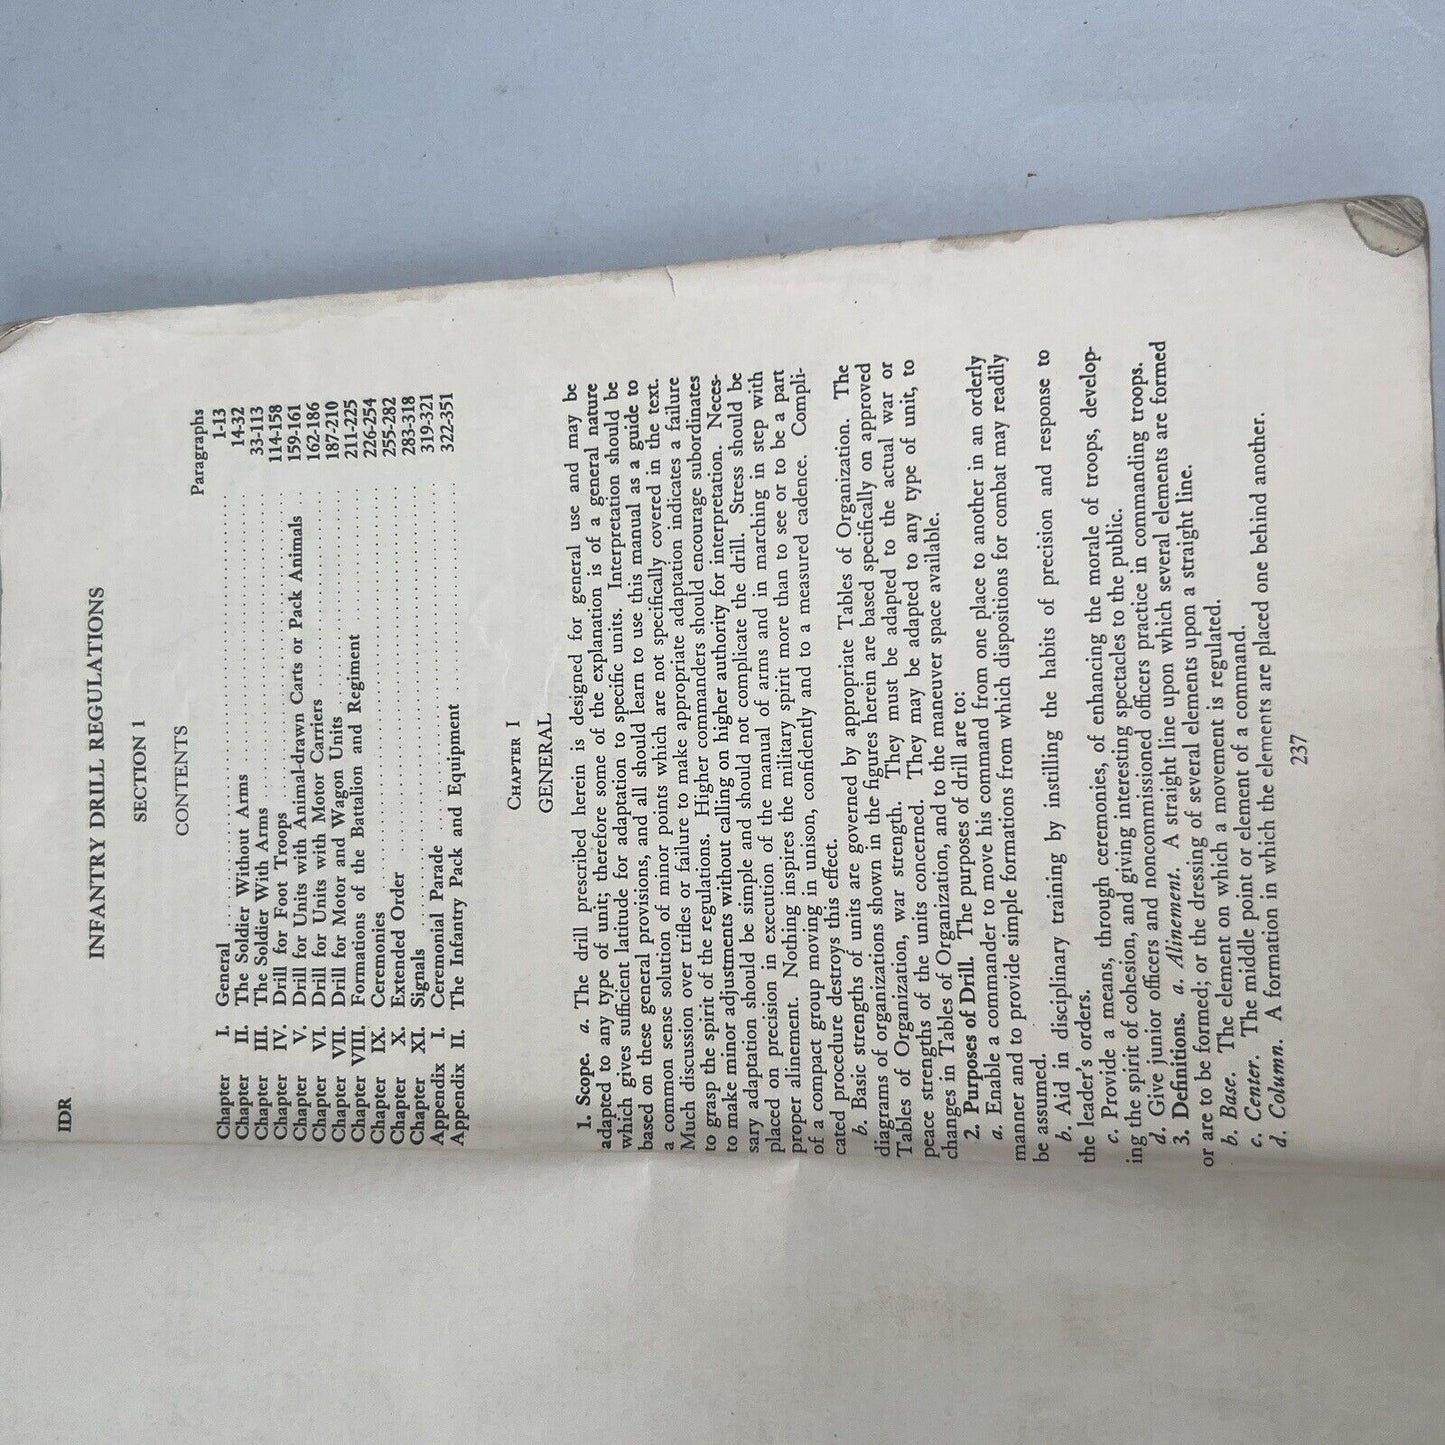 IDR
INFANTRY DRILL REGULATIONS
SECTION 1
CONTENTS
Paragraphs
Chapter I. General 1-13
Chapter II. The Soldier Without Arms 14-32
Chapter III. The Soldier With Arms 33-113
Chapter IV. Drill for Foot Troops 114-158
Chapter V. Drill for Units with Animal-drawn Carts or Pack Animals 159-161
Chapter VI. Drill for Units with Motor Carriers 162-186
Chapter VII. Drill for Motor and Wagon Units 187-210
Chapter VIII. Formations of the Battalion and Regiment 211-225
Chapter IX. Ceremonies 226-254
Chapter X. Extended Order 255-282
Chapter XI. Signals 283-318
Appendix I. Ceremonial Parade 319-321
Appendix II. The Infantry Pack and Equipment 322-351
CHAPTER I
GENERAL
1. Scope. a. The drill prescribed herein is designed for general use and may be
adapted to any type of unit; therefore some of the explanation is of a general nature
which gives sufficient latitude for adaptation to specific units. Interpretation should be
based on these general provisions, and all should learn to use this manual as a guide to
a common sense solution of minor points which are not specifically covered in the text.
Much discussion over trifles or failure to make appropriate adaptation indicates a failure
to grasp the spirit of the regulations. Higher commanders should encourage subordinates
to make minor adjustments without calling on higher authority for interpretation. Neces-
sary adaptation should be simple and should not complicate the drill. Stress should be
placed on precision in execution of the manual of arms and in marching in step with
proper alinement. Nothing inspires the military spirit more than to see or to be a part
of a compact group moving in unison, confidently and to a measured cadence. Compli-
cated procedure destroys this effect.
b. Basic strengths of units are governed by appropriate Tables of Organization. The
diagrams of organizations shown in the figures herein are based specifically on approved
Tables of Organization, war strength. They must be adapted to the actual war or
peace strengths of the units concerned. They may be adapted to any type of unit, to
changes in Tables of Organization, and to the maneuver space available.
2. Purposes of Drill. The purposes of drill are to:
a. Enable a commander to move his command from one place to another in an orderly
manner and to provide simple formations from which dispositions for combat may readily
be assumed.
b. Aid in disciplinary training by instilling the habits of precision and response to
the leader's orders.
c. Provide a means, through ceremonies, of enhancing the morale of troops, develop-
ing the spirit of cohesion, and giving interesting spectacles to the public.
d. Give junior officers and noncommissioned officers practice in commanding troops.
3. Definitions. a. Alinement. A straight line upon which several elements are formed
or are to be formed; or the dressing of several elements upon a straight line.
b. Base. The element on which a movement is regulated.
c. Center. The middle point or element of a command.
d. Column. A formation in which the elements are placed one behind another.
237